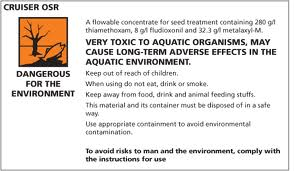 CRUISER OSR
A flowable concentrate for seed treatment containing 280 g/l
thiamethoxam, 8 g/l fludioxonil and 32.3 g/l metalaxyl-M.
VERY TOXIC TO AQUATIC ORGANISMS, MAY
CAUSE LONG-TERM ADVERSE EFFECTS IN THE
AQUATIC ENVIRONMENT.
DANGEROUS
FOR THE
ENVIRONMENT
Keep out of reach of children.
When using do not eat, drink or smoke.
Keep away from food, drink and animal feeding stuffs.
This material and its container must be disposed of in a safe
way.
Use appropriate containment to avoid environmental
contamination.
To avoid risks to man and the environment, comply with
the instructions for use